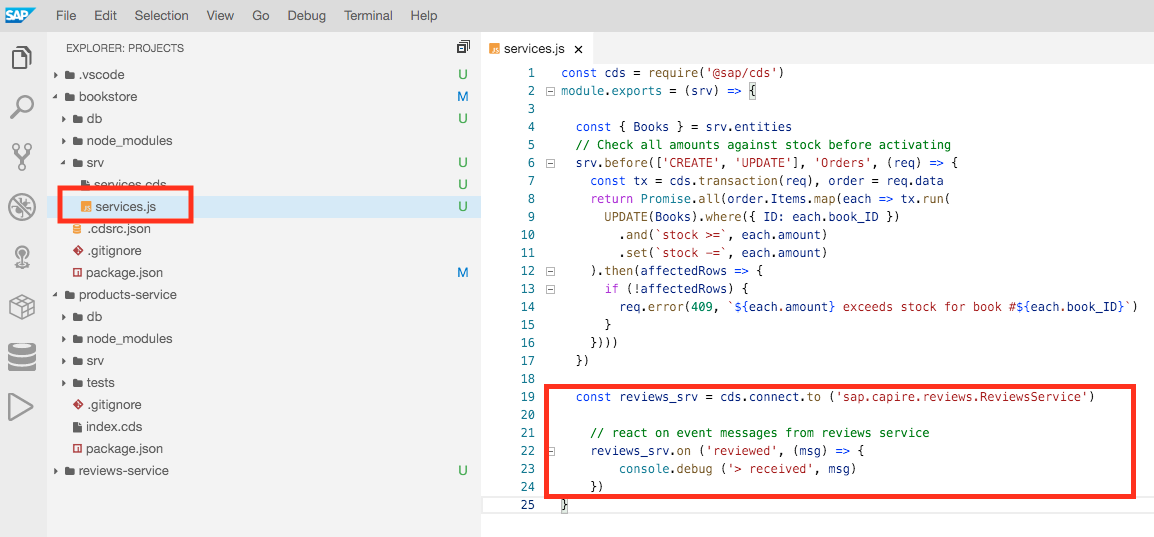 SAP File Edit Selection View Go Debug Terminal Help
EXPLORER: PROJECTS
.vscode U
bookstore M
db U
node_modules
srv U
services.cds U
JS services.js U
.cdsrc.json
.gitignore
package.json M
products-service
db
node_modules
srv
tests
.gitignore
index.cds
package.json
reviews-service U
JS services.js ×
1 const cds = require('@sap/cds')
2 module.exports = (srv) => {
3
4 const { Books } = srv.entities
5 // Check all amounts against stock before activating
6 srv.before(['CREATE', 'UPDATE'], 'Orders', (req) => {
7 const tx = cds.transaction(req), order = req.data
8 return Promise.all(order.Items.map(each => tx.run(
9 UPDATE(Books).where({ ID: each.book_ID })
10 .and(`stock >=`, each.amount)
11 .set(`stock -=`, each.amount)
12 ).then(affectedRows => {
13 if (!affectedRows) {
14 req.error(409, `${each.amount} exceeds stock for book #${each.book_ID}`)
15 }
16 })))
17 })
18
19 const reviews_srv = cds.connect.to ('sap.capire.reviews.ReviewsService')
20
21 // react on event messages from reviews service
22 reviews_srv.on ('reviewed', (msg) => {
23 console.debug ('> received', msg)
24 })
25 }